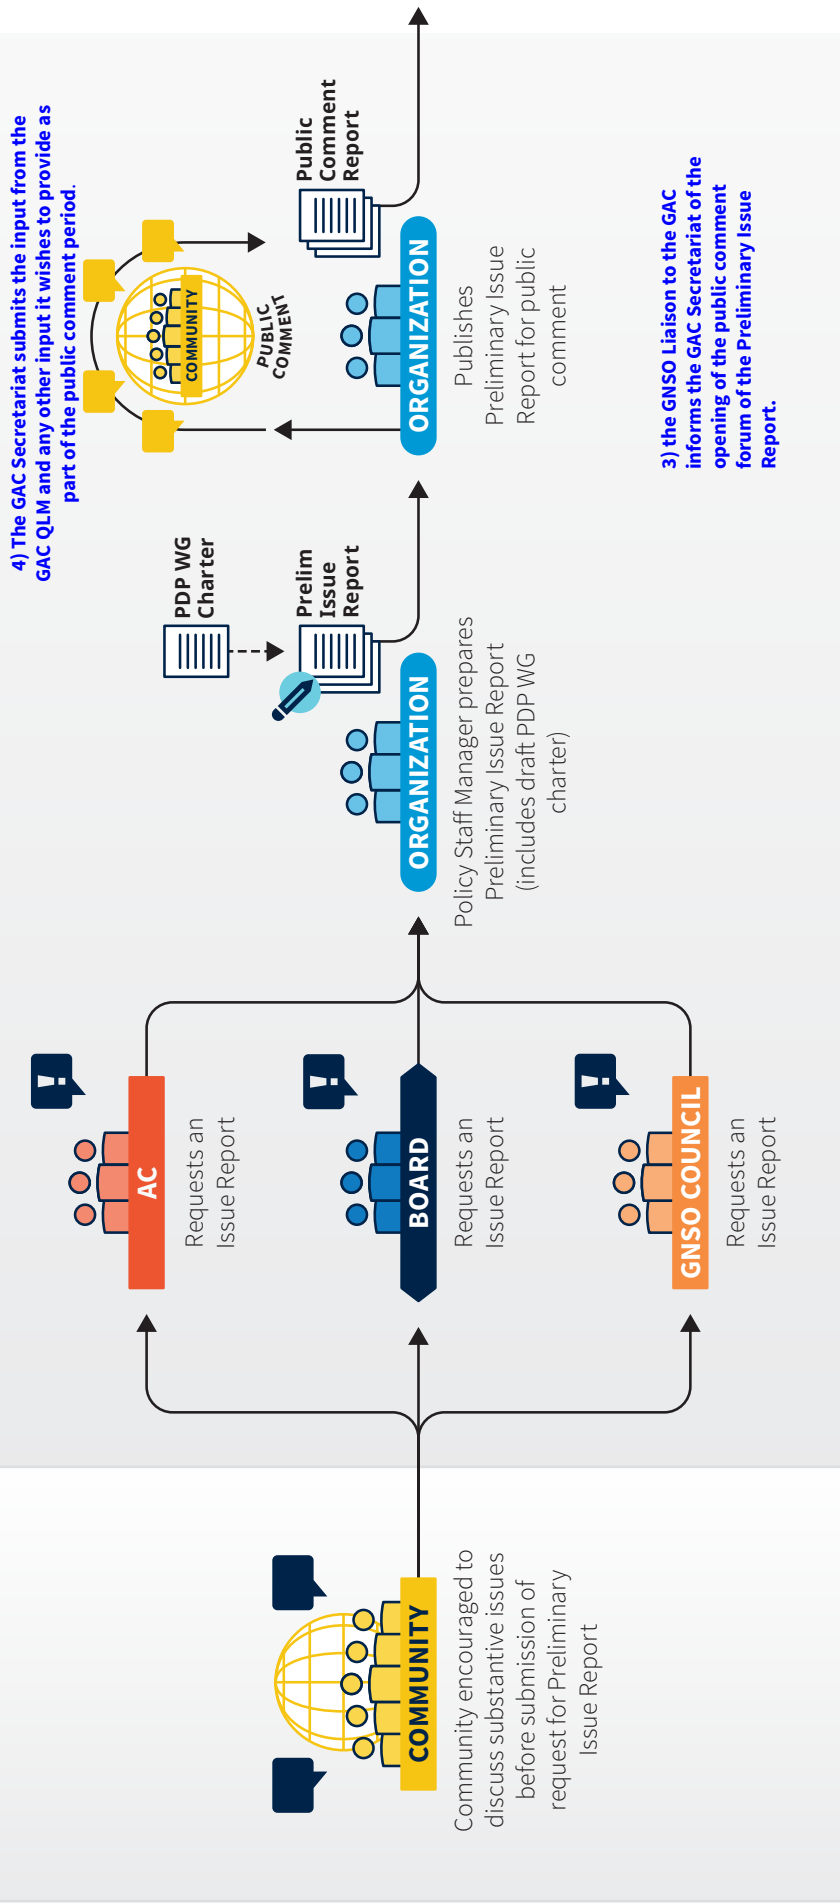 COMMUNITY
Community encouraged to
discuss substantive issues
before submission of
request for Preliminary
Issue Report
AC
Requests an
Issue Report
BOARD
Requests an
Issue Report
GNSO COUNCIL
Requests an
Issue Report
PDP WG
Charter
Prelim
Issue
Report
ORGANIZATION
Policy Staff Manager prepares
Preliminary Issue Report
(includes draft PDP WG
charter)
4) The GAC Secretariat submits the input from the
GAC QLM and any other input it wishes to provide as
part of the public comment period.
COMMUNITY
PUBLIC
COMMENT
Public
Comment
Report
ORGANIZATION
Publishes
Preliminary Issue
Report for public
comment
3) the GNSO Liaison to the GAC
informs the GAC Secretariat of the
opening of the public comment
forum of the Preliminary Issue
Report.